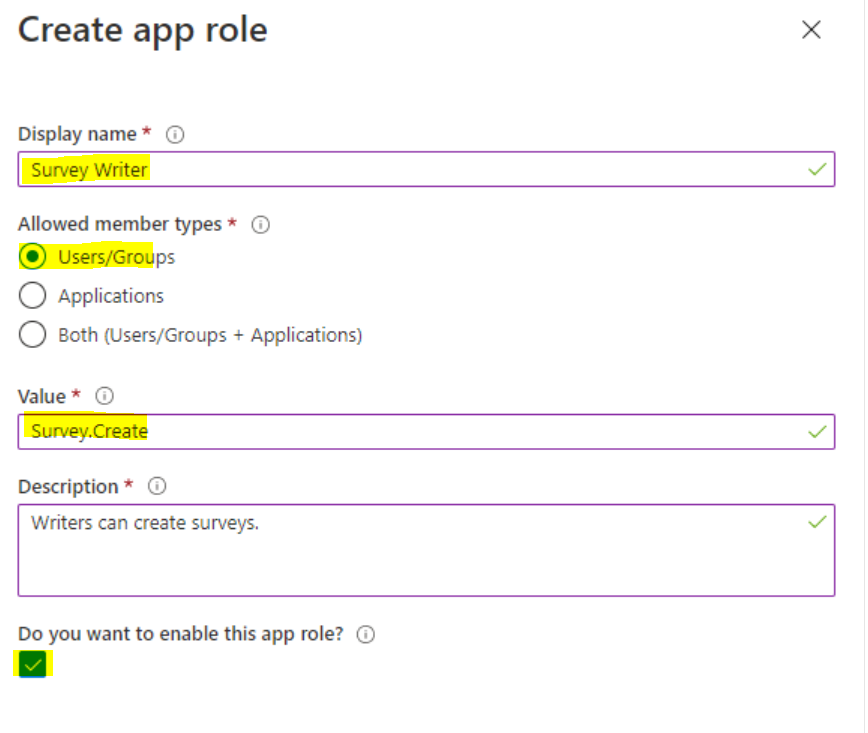 Create app role
Display name *
Survey Writer
Allowed member types *
Users/Groups
Applications
Both (Users/Groups + Applications)
Value *
Survey.Create
Description *
Writers can create surveys.
Do you want to enable this app role?